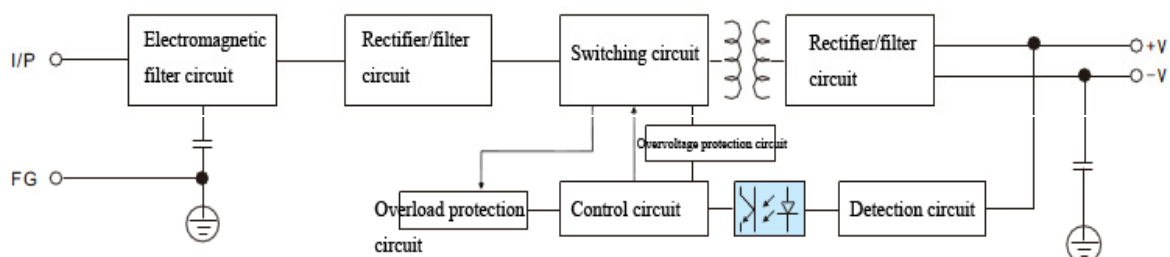 Electromagnetic
filter circuit
Rectifier/filter
circuit
Switching circuit
Rectifier/filter
circuit
I/P
+V
−V
Overvoltage protection circuit
FG
Overload protection
circuit
Control circuit
Detection circuit